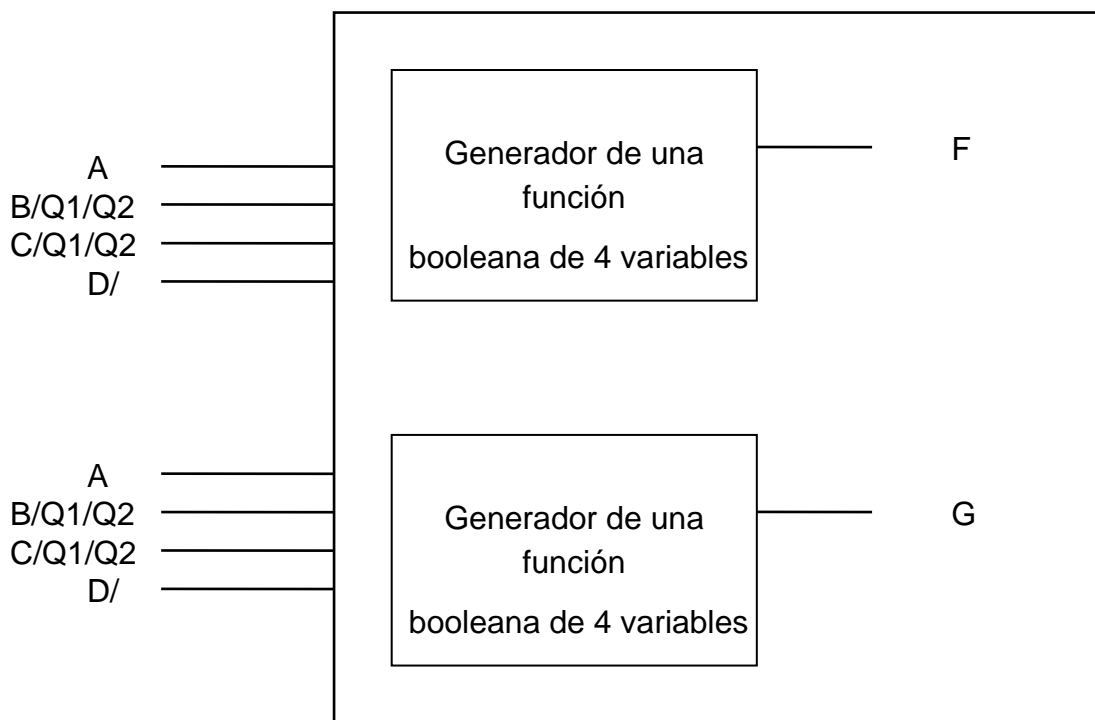 A
B/Q1/Q2
C/Q1/Q2
D/
Generador de una
función
booleana de 4 variables
F
A
B/Q1/Q2
C/Q1/Q2
D/
Generador de una
función
booleana de 4 variables
G